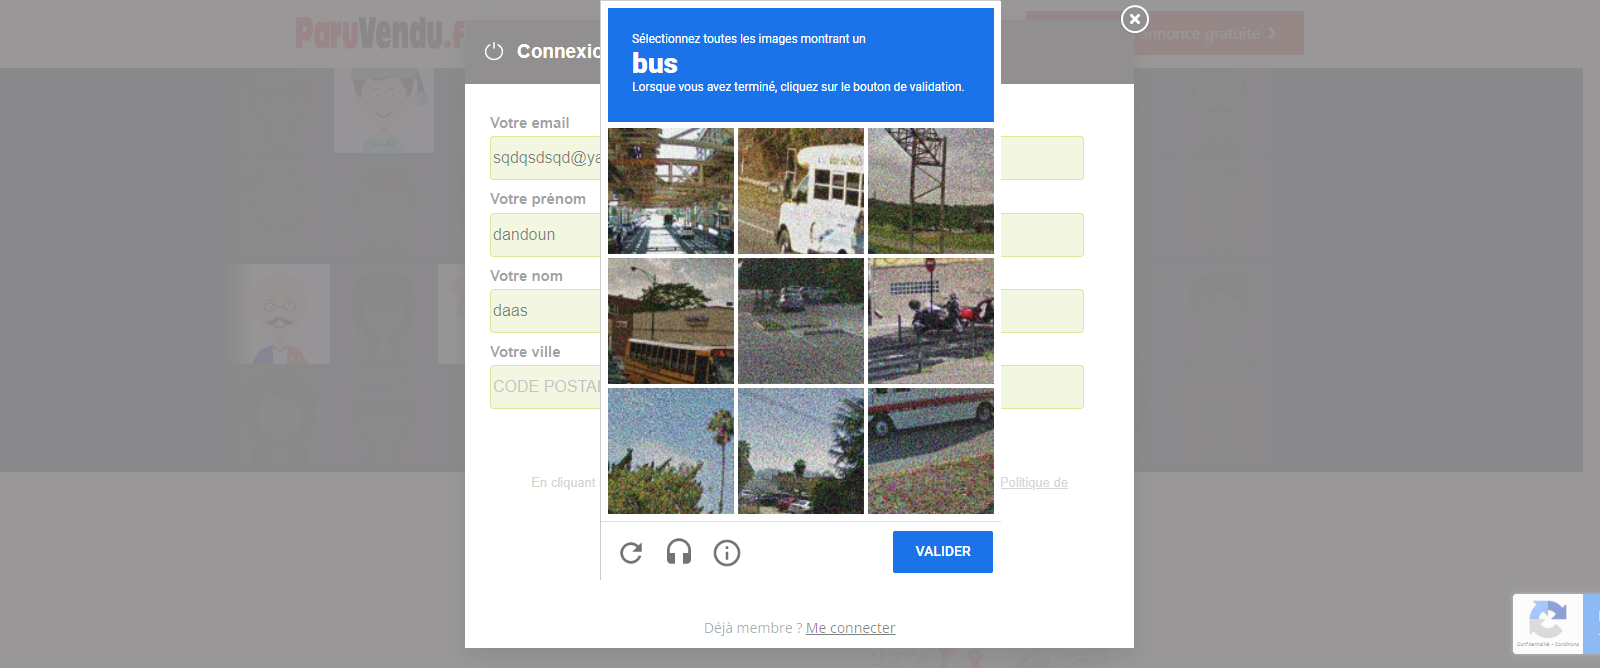 ParuVendu.f
annonce gratuite
Connexio
Sélectionnez toutes les images montrant un
bus
Lorsque vous avez terminé, cliquez sur le bouton de validation.
Votre email
sqdqsdsqd@ya
Votre prénom
dandoun
Votre nom
daas
Votre ville
CODE POSTAL
En cliquant
Politique de
VALIDER
Déjà membre ? Me connecter
Confidentialité - Conditions